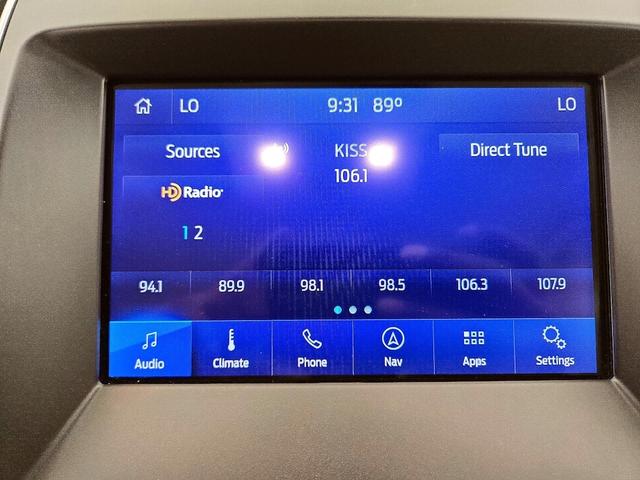 LO 9:31 89º LO
Sources KISS Direct Tune
106.1
HD Radio
1 2
94.1 89.9 98.1 98.5 106.3 107.9
Audio Climate Phone Nav Apps Settings